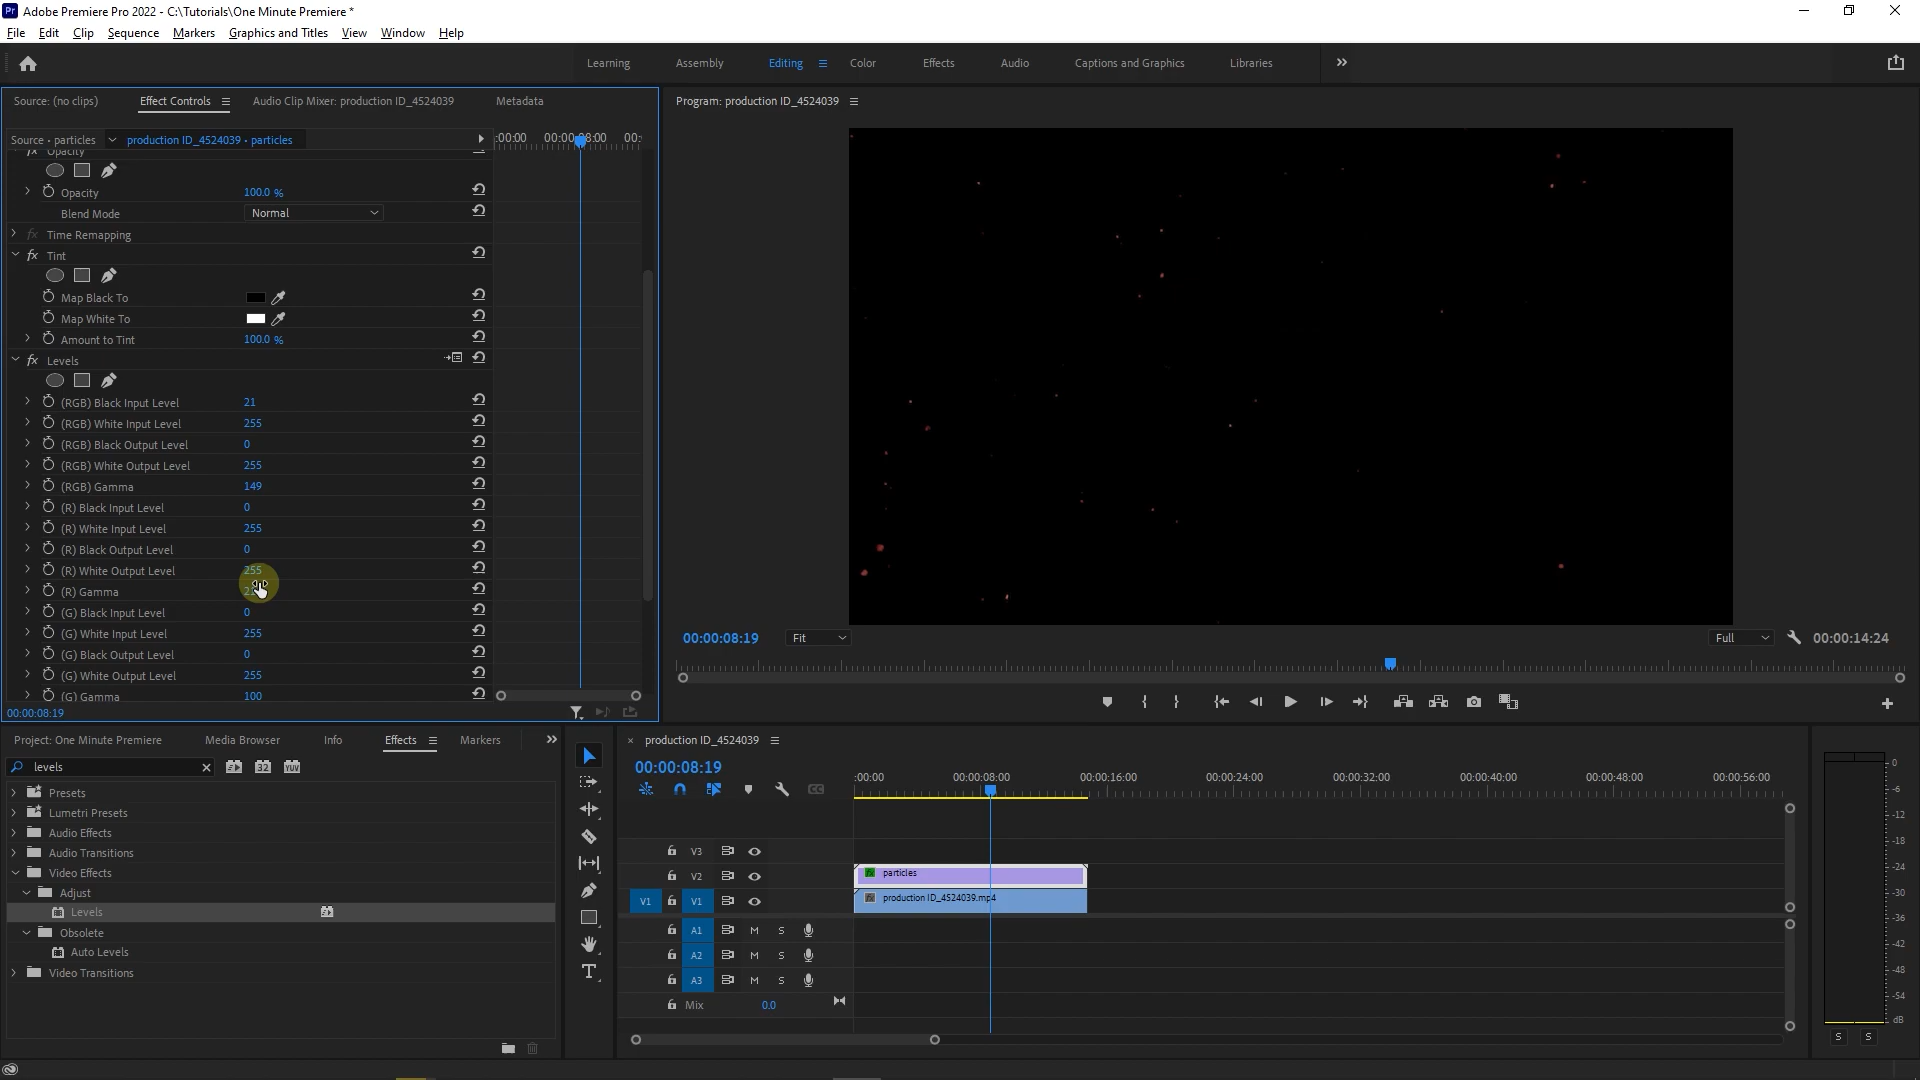 Pr Adobe Premiere Pro 2022 - C:\Tutorials\One Minute Premiere *
File Edit Clip Sequence Markers Graphics and Titles View Window Help
Learning Assembly Editing Color Effects Audio Captions and Graphics Libraries
Source: (no clips) Effect Controls Audio Clip Mixer: production ID_4524039 Metadata
Program: production ID_4524039
Source • particles production ID_4524039 • particles :00:00 00:00:08:00 00:
fx Opacity
Opacity 100.0 %
Blend Mode Normal
fx Time Remapping
fx Tint
Map Black To
Map White To
Amount to Tint 100.0 %
fx Levels
(RGB) Black Input Level 21
(RGB) White Input Level 255
(RGB) Black Output Level 0
(RGB) White Output Level 255
(RGB) Gamma 149
(R) Black Input Level 0
(R) White Input Level 255
(R) Black Output Level 0
(R) White Output Level 255
(R) Gamma
(G) Black Input Level 0
(G) White Input Level 255
(G) Black Output Level 0
(G) White Output Level 255
(G) Gamma 100
00:00:08:19
00:00:08:19 Fit Full 00:00:14:24
Project: One Minute Premiere Media Browser Info Effects Markers
levels 32 YUV
Presets
Lumetri Presets
Audio Effects
Audio Transitions
Video Effects
Adjust
Levels
Obsolete
Auto Levels
Video Transitions
T
× production ID_4524039
00:00:08:19
:00:00 00:00:08:00 00:00:16:00 00:00:24:00 00:00:32:00 00:00:40:00 00:00:48:00 00:00:56:00
V3
V2 fx particles
V1 V1 fx production ID_4524039.mp4
A1 M S
A2 M S
A3 M S
Mix 0.0
0
-6
-12
-18
-24
-30
-36
-42
-48
-54
dB
S S